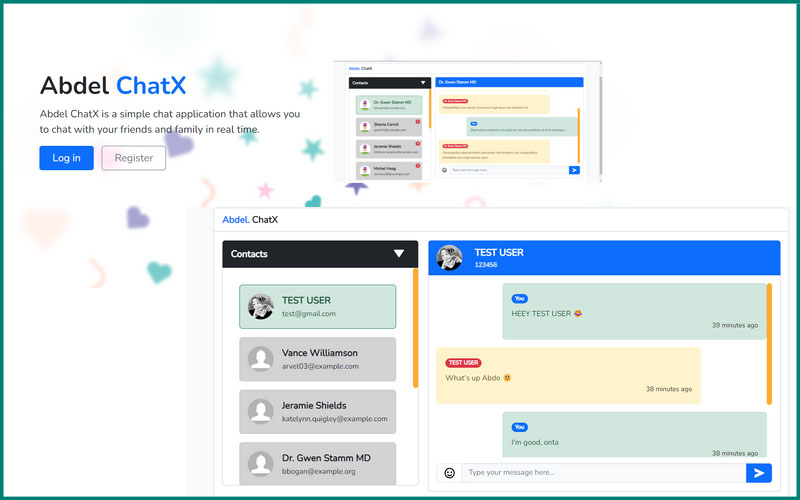 Abdel ChatX
Abdel ChatX is a simple chat application that allows you
to chat with your friends and family in real time.
Log in
Register
Abdel. ChatX
Contacts
Dr. Gwen Stamm MD
bbogan@example.org
Shania Carroll
Jeramie Shields
Michel Haag
Dr. Gwen Stamm MD
Type your message here...
Abdel. ChatX
Contacts
TEST USER
test@gmail.com
Vance Williamson
arvel03@example.com
Jeramie Shields
katelynn.quigley@example.com
Dr. Gwen Stamm MD
bbogan@example.org
TEST USER
123456
You
HEEY TEST USER 😂
39 minutes ago
TEST USER
What's up Abdo 🙂
38 minutes ago
You
I'm good, onta
38 minutes ago
Type your message here...